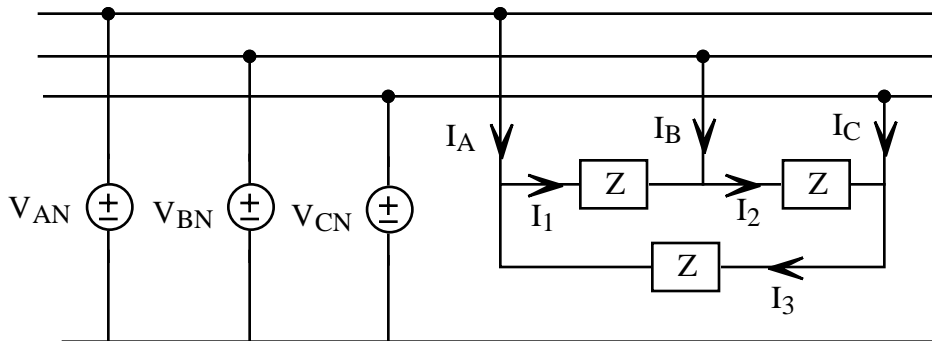 I_A
I_B
I_C
V_AN
±
V_BN
±
V_CN
±
Z
Z
I_1
I_2
Z
I_3